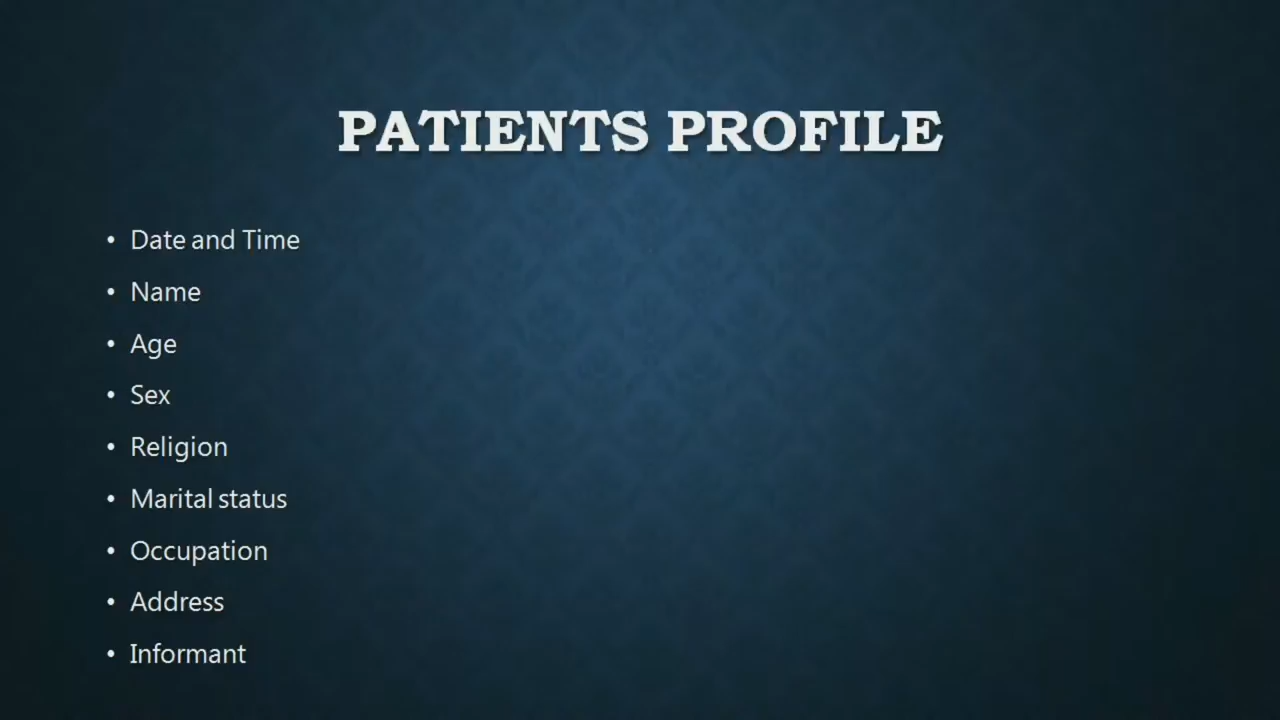 PATIENTS PROFILE
• Date and Time
• Name
• Age
• Sex
• Religion
• Marital status
• Occupation
• Address
• Informant